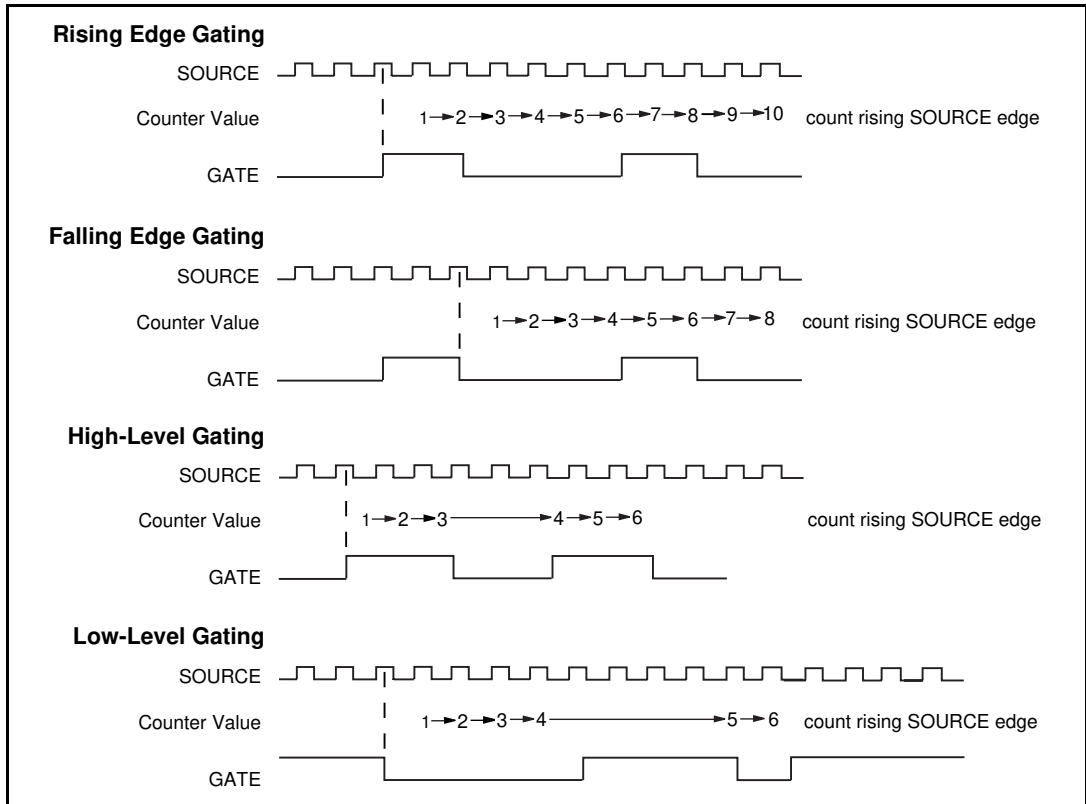 Rising Edge Gating
SOURCE
Counter Value 1→2→3→4→5→6→7→8→9→10 count rising SOURCE edge
GATE
Falling Edge Gating
SOURCE
Counter Value 1→2→3→4→5→6→7→8 count rising SOURCE edge
GATE
High-Level Gating
SOURCE
Counter Value 1→2→3→4→5→6 count rising SOURCE edge
GATE
Low-Level Gating
SOURCE
Counter Value 1→2→3→4→5→6 count rising SOURCE edge
GATE